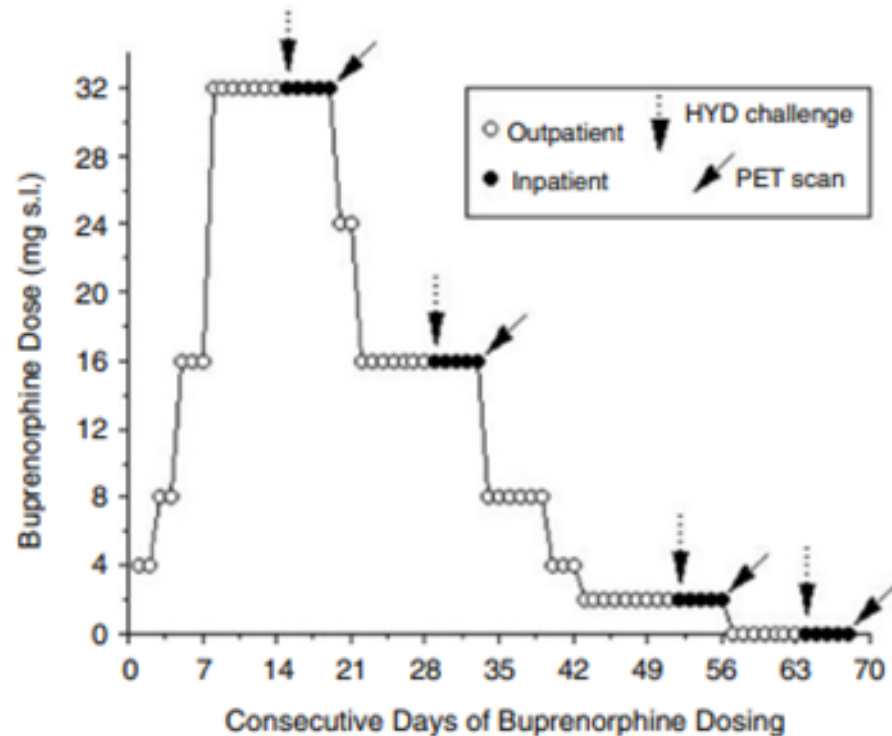 32
28
24
20
16
12
8
4
0
Buprenorphine Dose (mg s.l.)
Outpatient
HYD challenge
Inpatient
PET scan
0 7 14 21 28 35 42 49 56 63 70
Consecutive Days of Buprenorphine Dosing